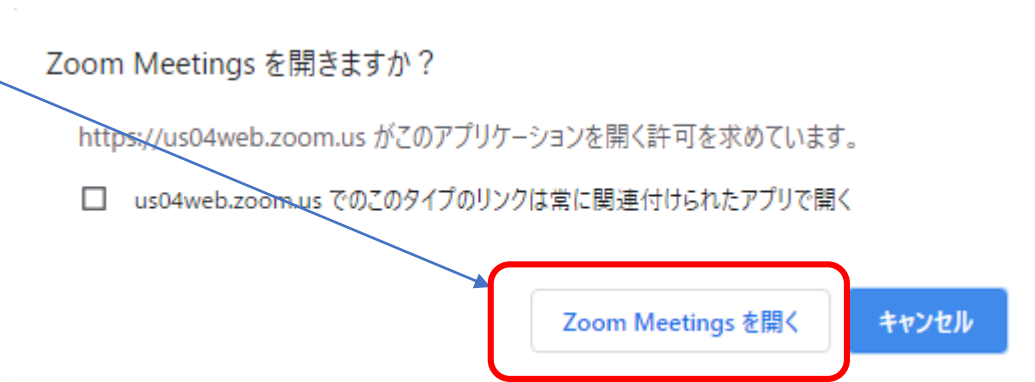 Zoom Meetings を開きますか？
https://us04web.zoom.us がこのアプリケーションを開く許可を求めています。
us04web.zoom.us でのこのタイプのリンクは常に関連付けられたアプリで開く
Zoom Meetings を開く キャンセル